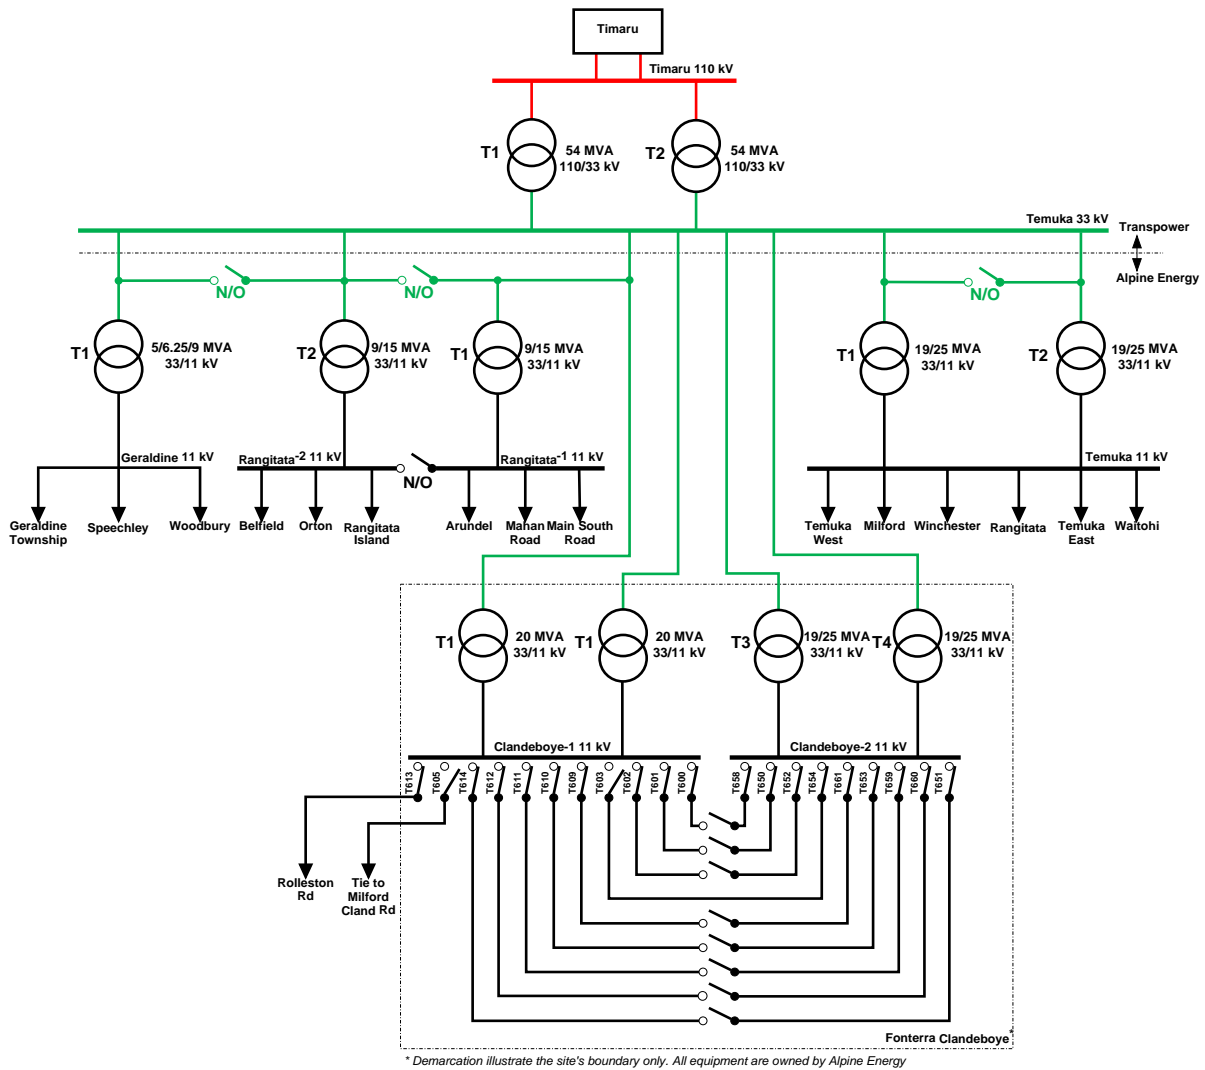 Timaru
Timaru 110 kV
T1
54 MVA
110/33 kV
T2
54 MVA
110/33 kV
Temuka 33 kV
Transpower
Alpine Energy
N/O
N/O
N/O
T1
5/6.25/9 MVA
33/11 kV
T2
9/15 MVA
33/11 kV
T1
9/15 MVA
33/11 kV
T1
19/25 MVA
33/11 kV
T2
19/25 MVA
33/11 kV
Geraldine 11 kV
Rangitata-2 11 kV
N/O
Rangitata-1 11 kV
Temuka 11 kV
Geraldine
Township
Speechley
Woodbury
Belfield
Orton
Rangitata
Island
Arundel
Mahan
Road
Main South
Road
Temuka
West
Milford
Winchester
Rangitata
Temuka
East
Waitohi
T1
20 MVA
33/11 kV
T1
20 MVA
33/11 kV
T3
19/25 MVA
33/11 kV
T4
19/25 MVA
33/11 kV
Clandeboye-1 11 kV
Clandeboye-2 11 kV
T613
T605
T614
T612
T611
T610
T609
T603
T602
T601
T600
T658
T650
T652
T654
T661
T653
T659
T660
T651
Rolleston
Rd
Tie to
Milford
Cland Rd
Fonterra Clandeboye*
* Demarcation illustrate the site's boundary only. All equipment are owned by Alpine Energy